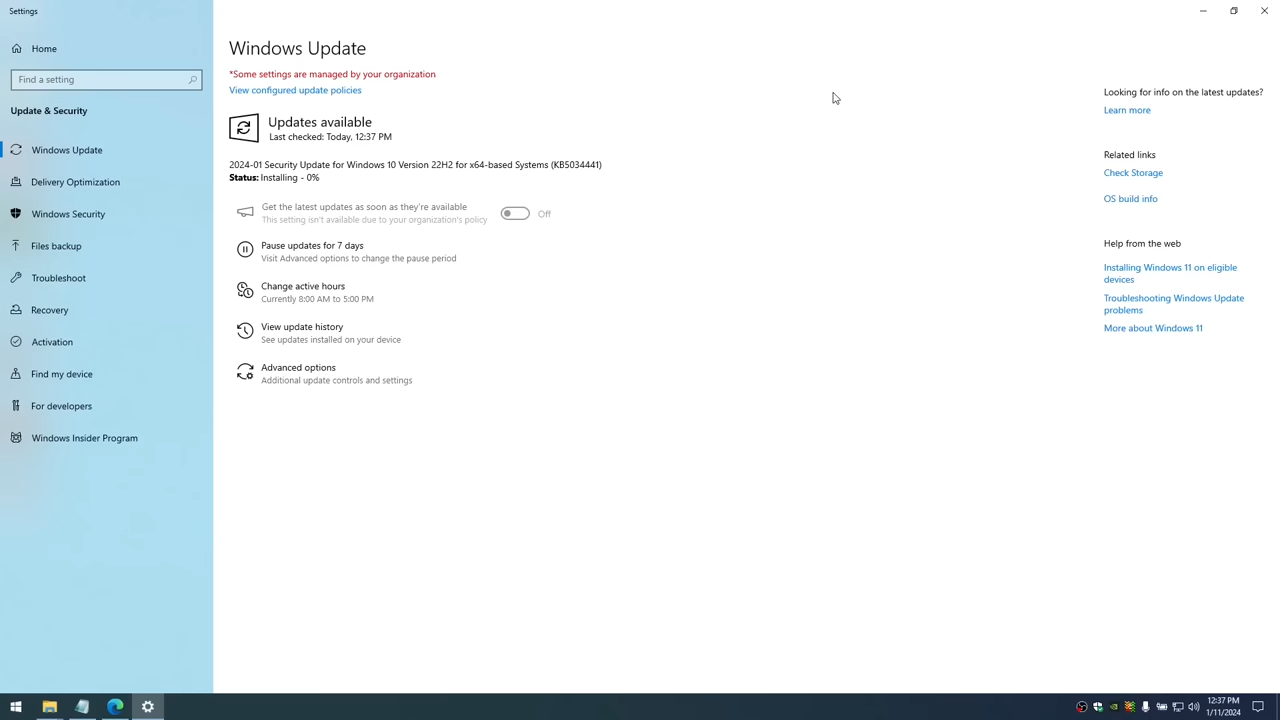 Settings
Home
Find a setting
Update & Security
Windows Update
Delivery Optimization
Windows Security
Files backup
Troubleshoot
Recovery
Activation
Find my device
For developers
Windows Insider Program
Windows Update
*Some settings are managed by your organization
View configured update policies
Updates available
Last checked: Today, 12:37 PM
2024-01 Security Update for Windows 10 Version 22H2 for x64-based Systems (KB5034441)
Status: Installing - 0%
Get the latest updates as soon as they're available
This setting isn't available due to your organization's policy
Off
Pause updates for 7 days
Visit Advanced options to change the pause period
Change active hours
Currently 8:00 AM to 5:00 PM
View update history
See updates installed on your device
Advanced options
Additional update controls and settings
Looking for info on the latest updates?
Learn more
Related links
Check Storage
OS build info
Help from the web
Installing Windows 11 on eligible
devices
Troubleshooting Windows Update
problems
More about Windows 11
12:37 PM
1/11/2024